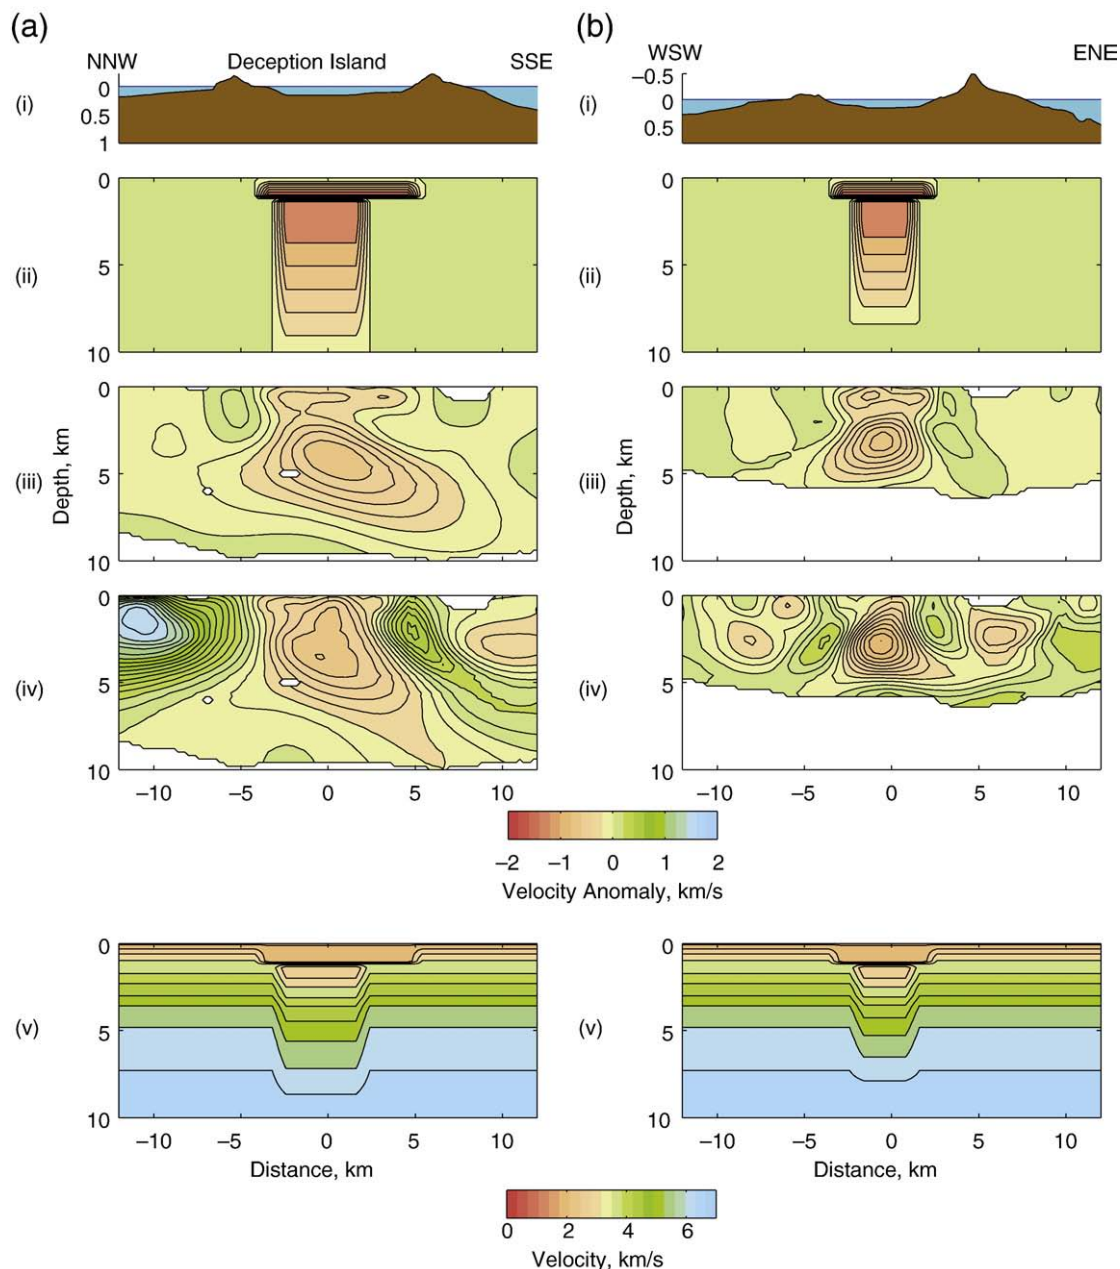 (a)
(b)
NNW Deception Island SSE
WSW ENE
(i)
0
0.5
1
(i)
−0.5
0
0.5
(ii)
0
5
10
(ii)
0
5
10
Depth, km
(iii)
0
5
10
Depth, km
(iii)
0
5
10
(iv)
0
5
10
−10 −5 0 5 10
(iv)
0
5
10
−10 −5 0 5 10
−2 −1 0 1 2
Velocity Anomaly, km/s
(v)
0
5
10
−10 −5 0 5 10
Distance, km
(v)
0
5
10
−10 −5 0 5 10
Distance, km
0 2 4 6
Velocity, km/s